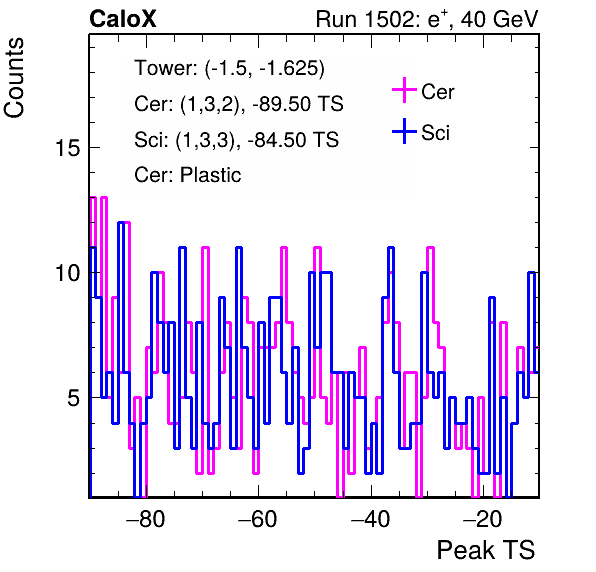 CaloX Run 1502: e⁺, 40 GeV
Counts
Tower: (-1.5, -1.625)
Cer: (1,3,2), -89.50 TS
Sci: (1,3,3), -84.50 TS
Cer: Plastic
Cer
Sci
15
10
5
−80 −60 −40 −20
Peak TS